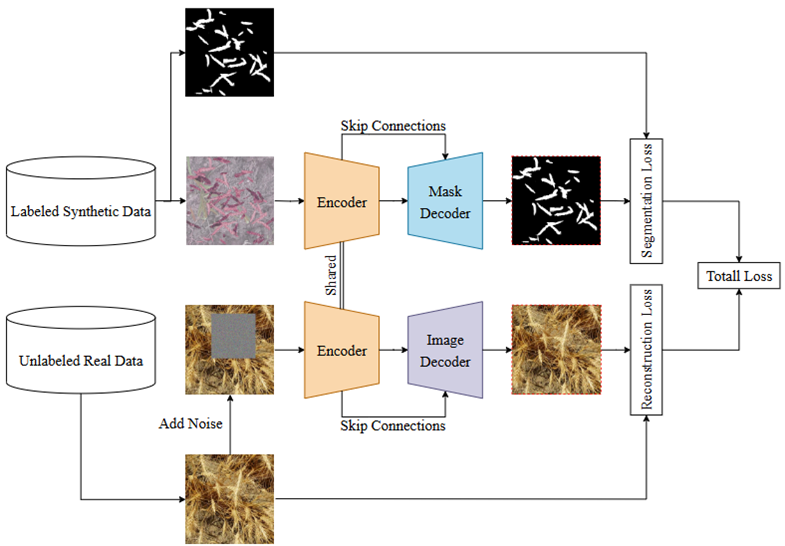 Skip Connections
Labeled Synthetic Data
Encoder
Mask
Decoder
Segmentation Loss
Shared
Totall Loss
Unlabeled Real Data
Encoder
Image
Decoder
Reconstruction Loss
Add Noise
Skip Connections